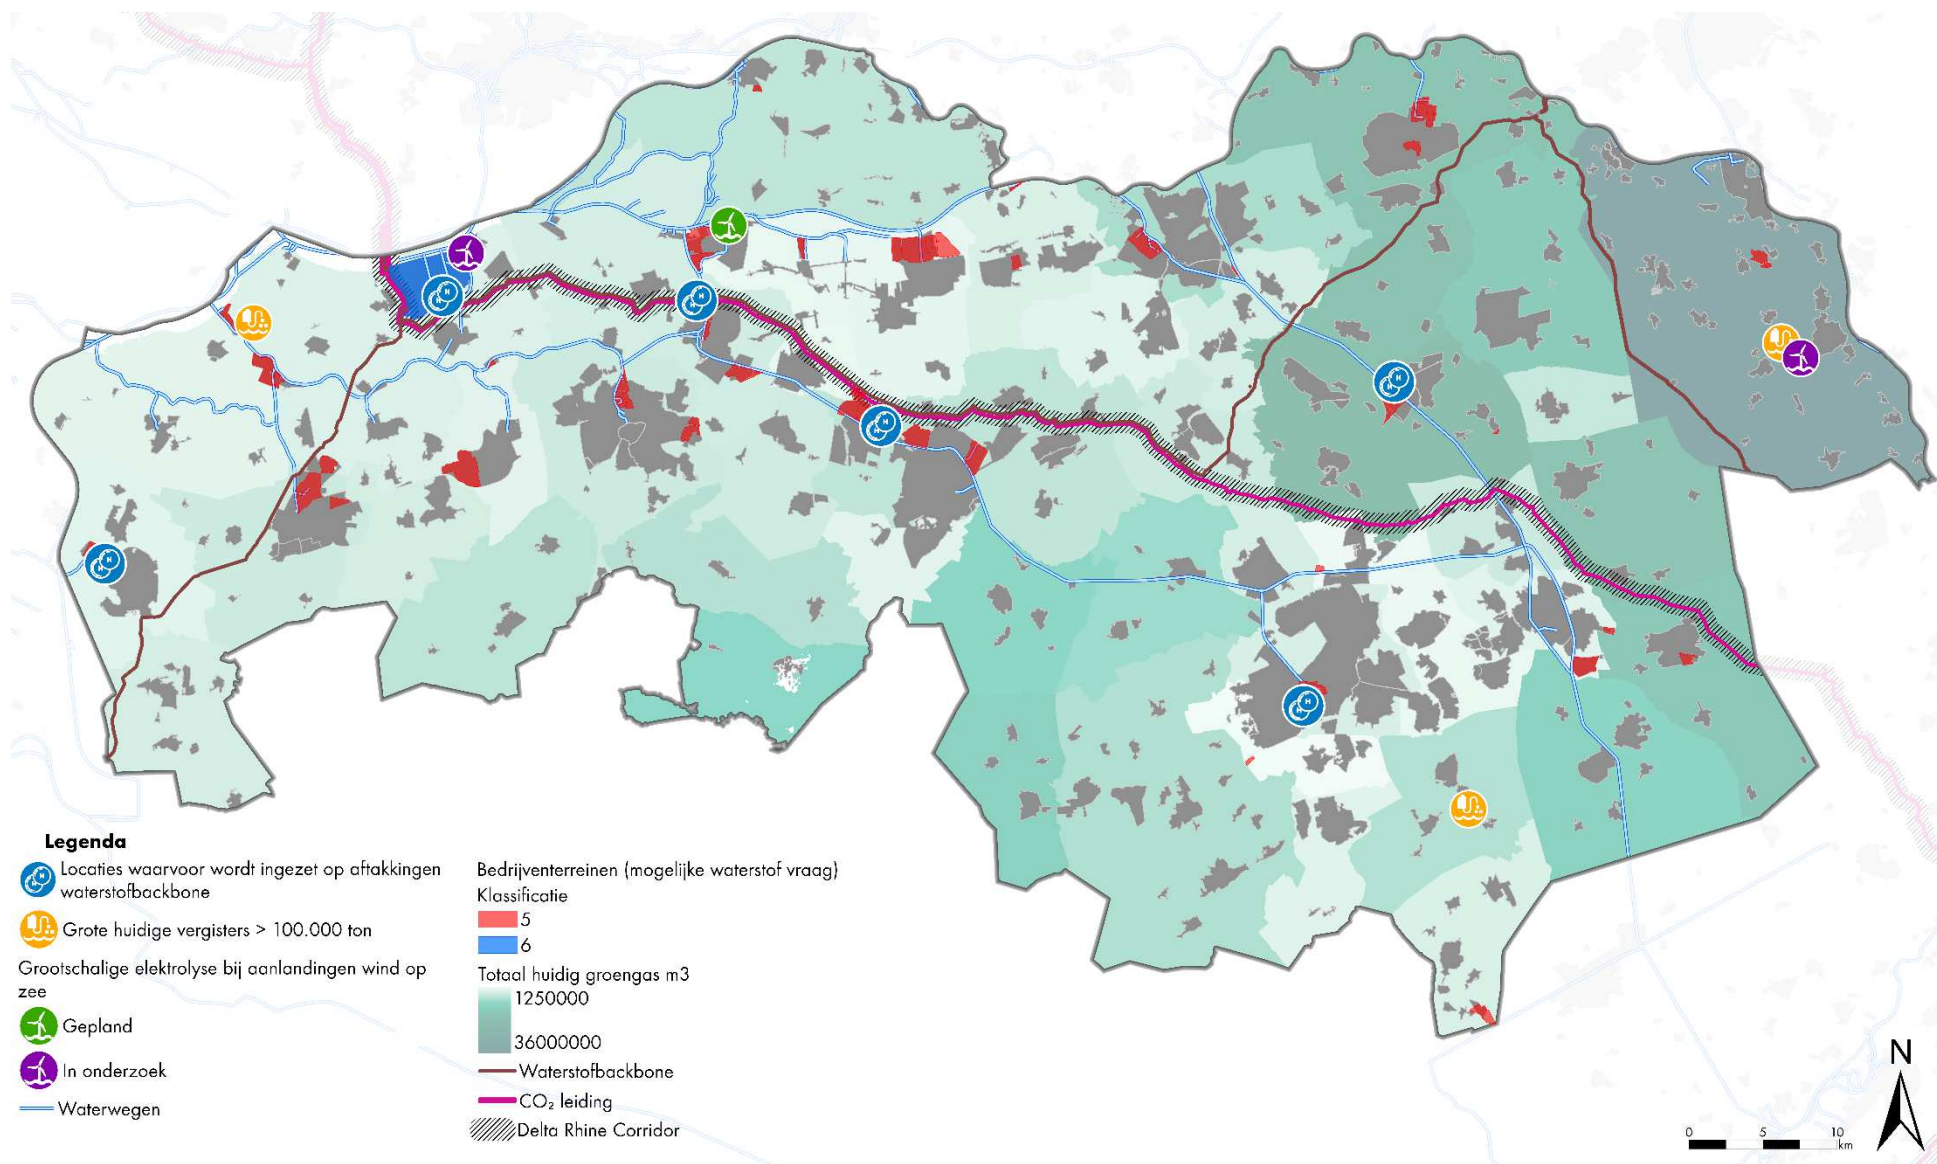 Legenda
Locaties waarvoor wordt ingezet op aftakkingen
waterstofbackbone
Grote huidige vergisters > 100.000 ton
Grootschalige elektrolyse bij aanlandingen wind op
zee
Gepland
In onderzoek
Waterwegen
Bedrijventerreinen (mogelijke waterstof vraag)
Klassificatie
5
6
Totaal huidig groengas m3
1250000
36000000
Waterstofbackbone
CO₂ leiding
Delta Rhine Corridor
N
0 5 10
km